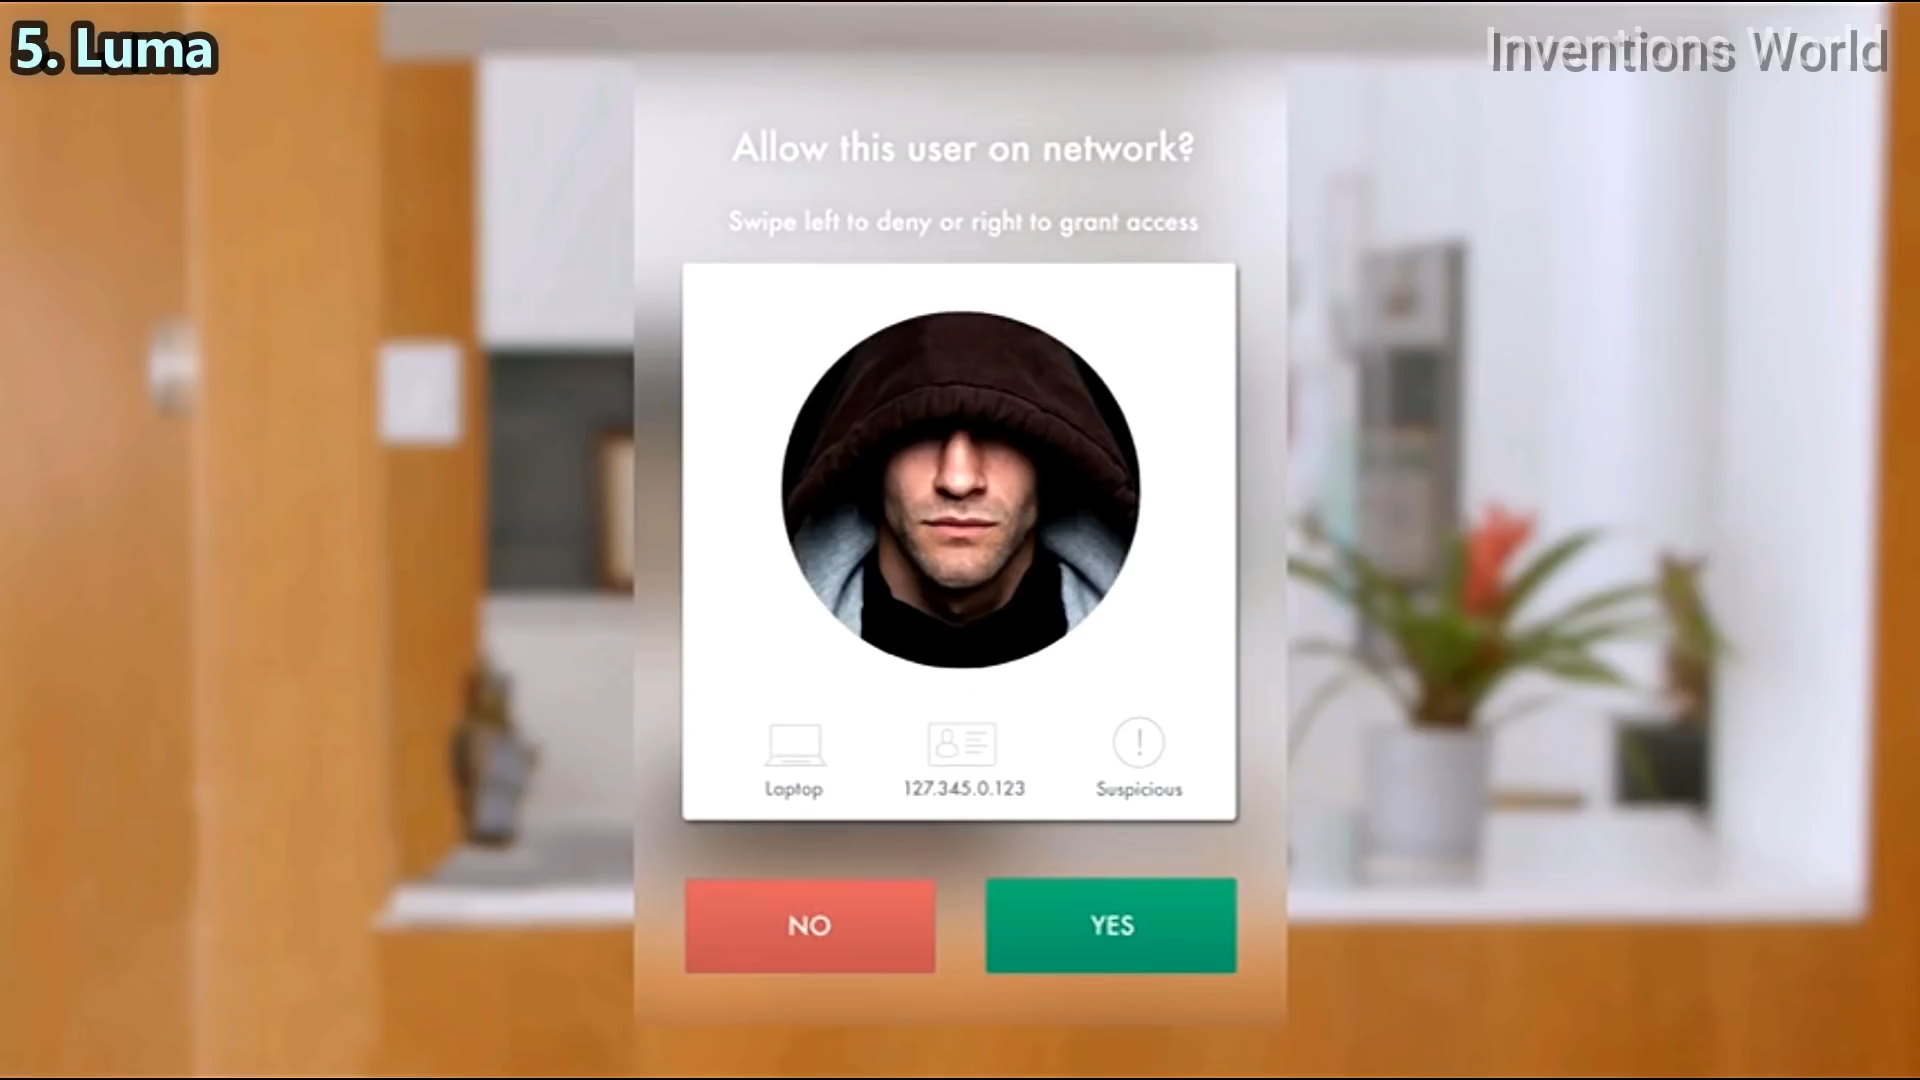 5. Luma
Inventions World
Allow this user on network?
Swipe left to deny or right to grant access
Laptop
127.345.0.123
Suspicious
NO
YES